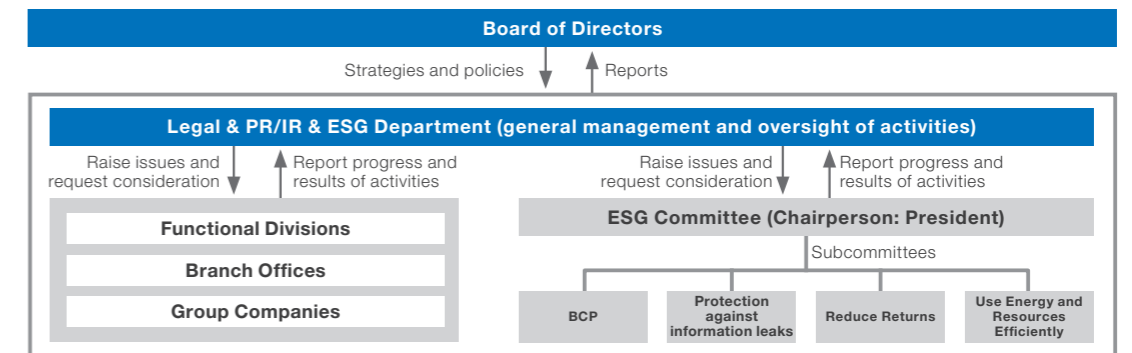 Board of Directors
Strategies and policies
Reports
Legal & PR/IR & ESG Department (general management and oversight of activities)
Raise issues and
request consideration
Report progress and
results of activities
Raise issues and
request consideration
Report progress and
results of activities
Functional Divisions
Branch Offices
Group Companies
ESG Committee (Chairperson: President)
Subcommittees
BCP
Protection
against
information leaks
Reduce Returns
Use Energy and
Resources
Efficiently